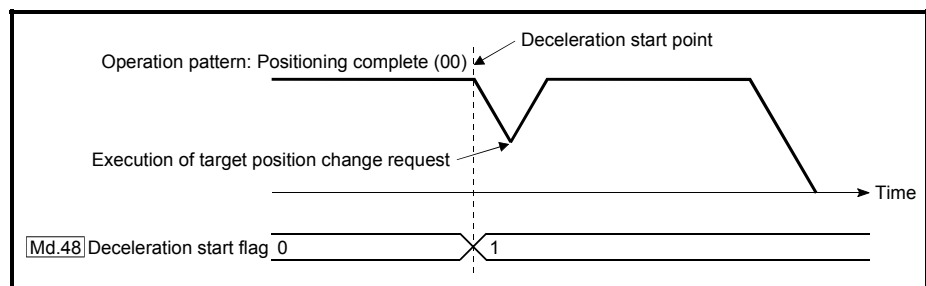 Deceleration start point
Operation pattern: Positioning complete (00)
Execution of target position change request
Time
Md.48 Deceleration start flag 0 1